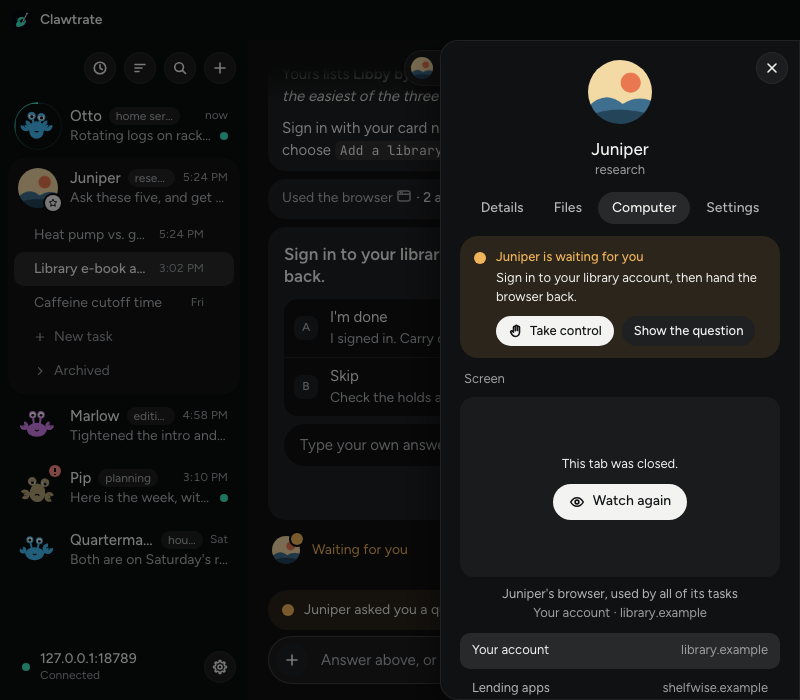 Clawtrate
Otto home ser... now
Rotating logs on rack...
Juniper rese... 5:24 PM
Ask these five, and get ...
Heat pump vs. g... 5:24 PM
Library e-book a... 3:02 PM
Caffeine cutoff time Fri
+ New task
Archived
Marlow editi... 4:58 PM
Tightened the intro and...
Pip planning 3:10 PM
Here is the week, wit...
Quarterma... hou... Sat
Both are on Saturday's r...
127.0.0.1:18789
Connected
Yours lists Libby by
the easiest of the three
Sign in with your card n
choose Add a library
Used the browser · 2 a
Sign in to your librar
back.
A I'm done
I signed in. Carry
B Skip
Check the holds a
Type your own answe
Waiting for you
Juniper asked you a q
Answer above, or
Juniper
research
Details Files Computer Settings
Juniper is waiting for you
Sign in to your library account, then hand the
browser back.
Take control Show the question
Screen
This tab was closed.
Watch again
Juniper's browser, used by all of its tasks
Your account · library.example
Your account library.example
Lending apps shelfwise.example